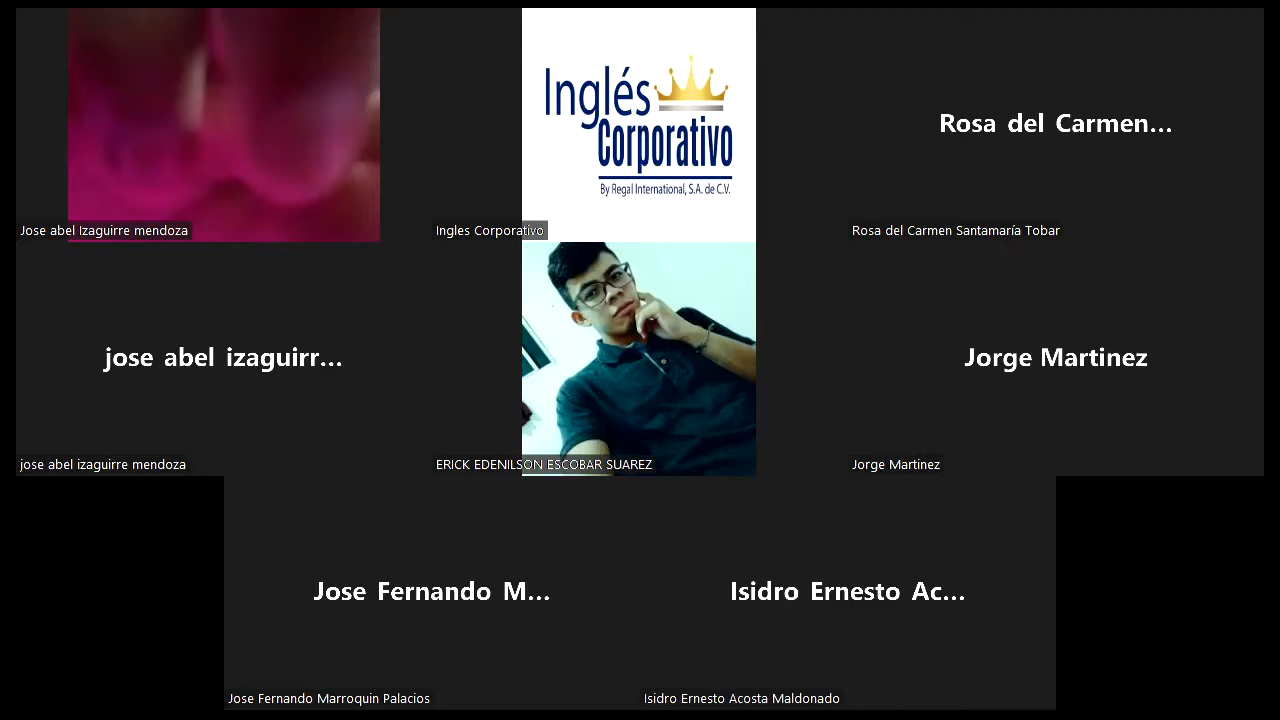 Inglés
Corporativo
By Regal International, S.A. de C.V.
Rosa del Carmen...
Jose abel Izaguirre mendoza
Ingles Corporativo
Rosa del Carmen Santamaría Tobar
jose abel izaguirr...
Jorge Martinez
jose abel izaguirre mendoza
ERICK EDENILSON ESCOBAR SUAREZ
Jorge Martinez
Jose Fernando M...
Isidro Ernesto Ac...
Jose Fernando Marroquin Palacios
Isidro Ernesto Acosta Maldonado